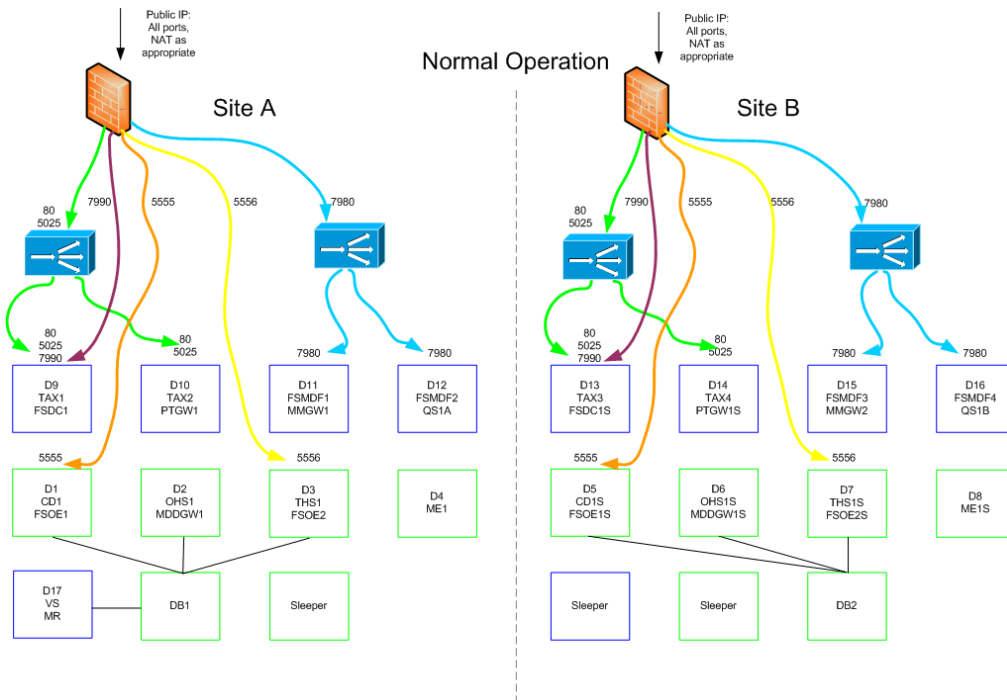 Public IP:
All ports,
NAT as
appropriate
Public IP:
All ports,
NAT as
appropriate
Normal Operation
Site A
Site B
80
5025
7990
5555
5556
7980
80
5025
7990
5555
5556
7980
80
5025
7990
80
5025
7980
7980
80
5025
7990
80
5025
7980
7980
D9
TAX1
FSDC1
D10
TAX2
PTGW1
D11
FSMDF1
MMGW1
D12
FSMDF2
QS1A
D13
TAX3
FSDC1S
D14
TAX4
PTGW1S
D15
FSMDF3
MMGW2
D16
FSMDF4
QS1B
5555
5556
5555
5556
D1
CD1
FSOE1
D2
OHS1
MDDGW1
D3
THS1
FSOE2
D4
ME1
D5
CD1S
FSOE1S
D6
OHS1S
MDDGW1S
D7
THS1S
FSOE2S
D8
ME1S
D17
VS
MR
DB1
Sleeper
Sleeper
Sleeper
DB2